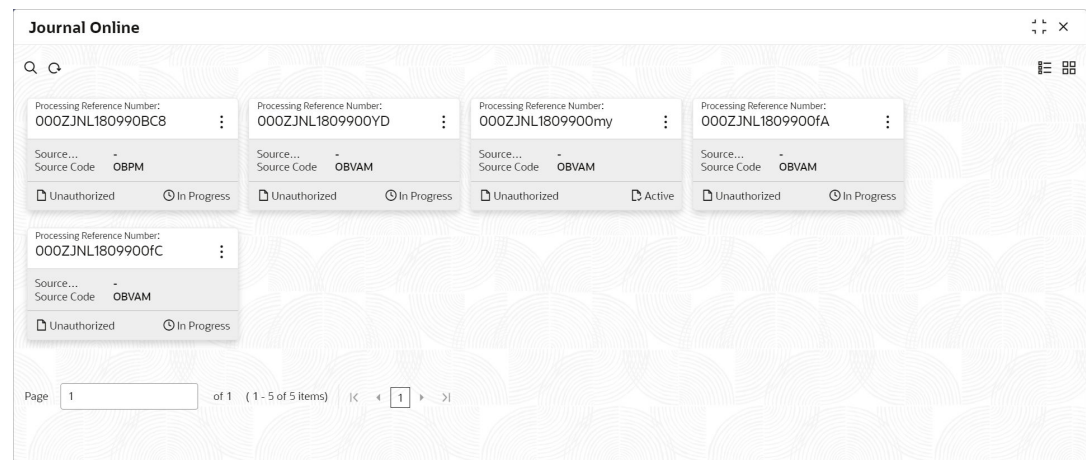 Journal Online
Processing Reference Number:
000ZJNL180990BC8
Source... -
Source Code OBPM
Unauthorized In Progress
Processing Reference Number:
000ZJNL1809900YD
Source... -
Source Code OBVAM
Unauthorized In Progress
Processing Reference Number:
000ZJNL1809900my
Source... -
Source Code OBVAM
Unauthorized Active
Processing Reference Number:
000ZJNL1809900fA
Source... -
Source Code OBVAM
Unauthorized In Progress
Processing Reference Number:
000ZJNL1809900fC
Source... -
Source Code OBVAM
Unauthorized In Progress
Page 1 of 1 ( 1 - 5 of 5 items) 1